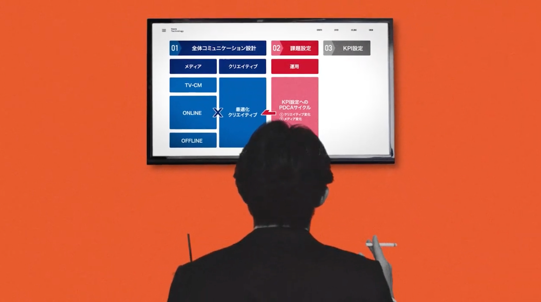 01 全体コミュニケーション設計
02 課題設定
03 KPI設定
メディア
クリエイティブ
運用
TV-CM
ONLINE
OFFLINE
最適化
クリエイティブ
KPI設定への
PDCAサイクル